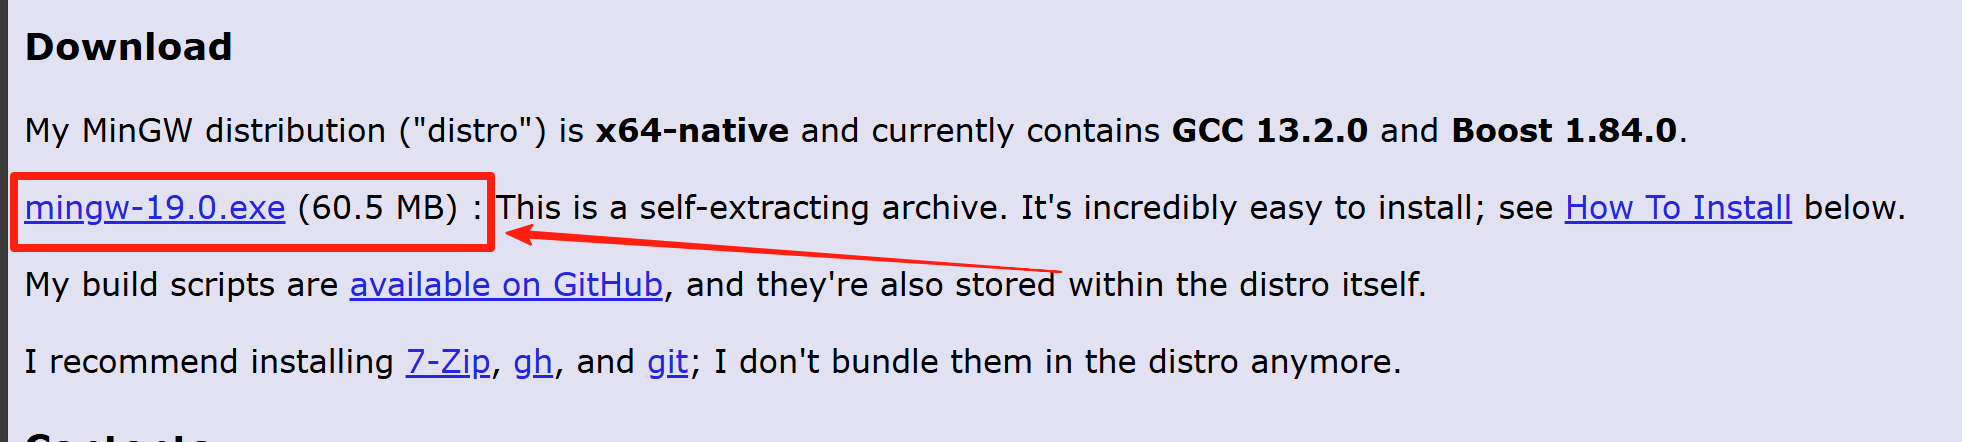 Download
My MinGW distribution ("distro") is x64-native and currently contains GCC 13.2.0 and Boost 1.84.0.
mingw-19.0.exe (60.5 MB) : This is a self-extracting archive. It's incredibly easy to install; see How To Install below.
My build scripts are available on GitHub, and they're also stored within the distro itself.
I recommend installing 7-Zip, gh, and git; I don't bundle them in the distro anymore.